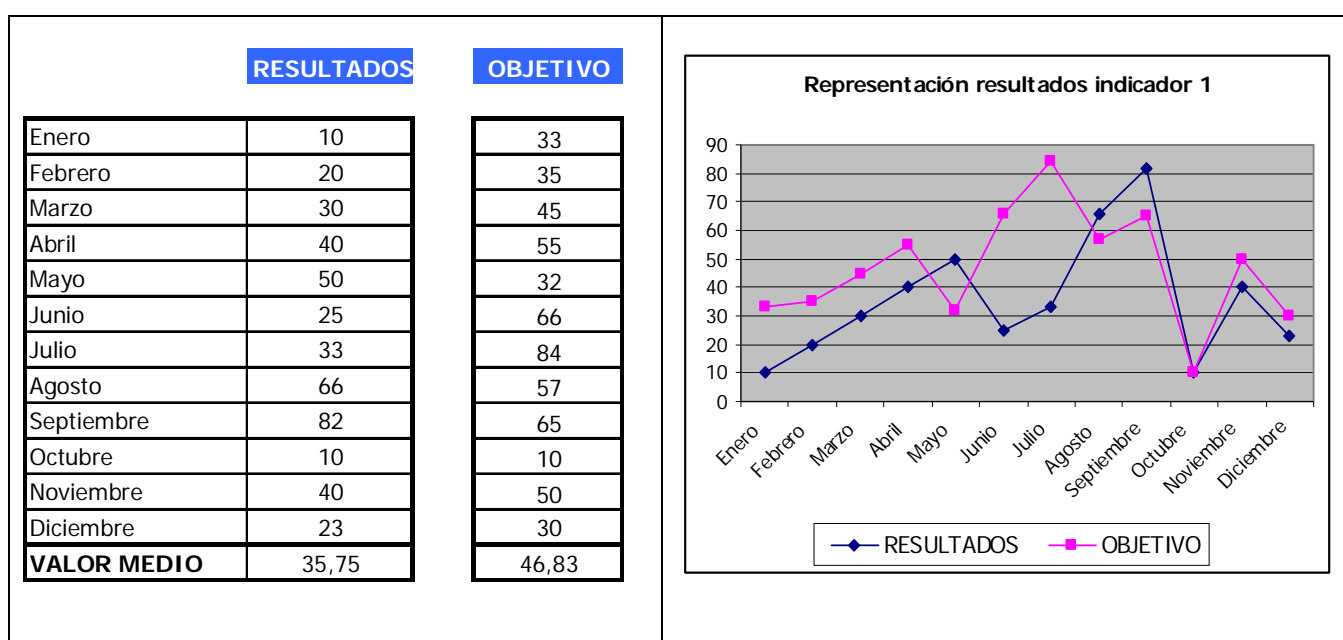 RESULTADOS OBJETIVO
Enero 10 33
Febrero 20 35
Marzo 30 45
Abril 40 55
Mayo 50 32
Junio 25 66
Julio 33 84
Agosto 66 57
Septiembre 82 65
Octubre 10 10
Noviembre 40 50
Diciembre 23 30
VALOR MEDIO 35,75 46,83
Representación resultados indicador 1
90
80
70
60
50
40
30
20
10
0
Enero Febrero Marzo Abril Mayo Junio Julio Agosto Septiembre Octubre Noviembre Diciembre
RESULTADOS OBJETIVO